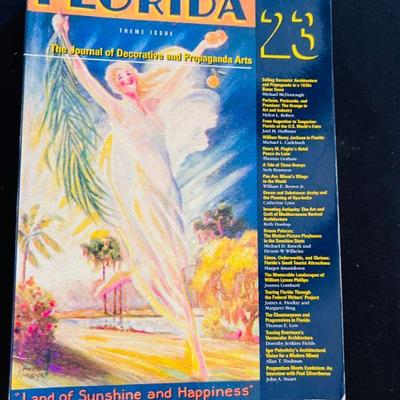 FLORIDA
THEME ISSUE
The Journal of Decorative and Propaganda Arts
23
Selling Sarasota: Architecture
and Propaganda in a 1920s
Boom Town
Michael McDonough
Perfume, Postcards, and
Promises: The Orange in
Art and Industry
Helen L. Kohen
From Augustine to Tangerine:
Florida at the U.S. World's Fairs
Joel M. Hoffman
William Henry Jackson in Florida
Michael L. Carlebach
Henry M. Flagler's Hotel
Ponce de León
Thomas Graham
A Tale of Three Henrys
Seth Bramson
Pan Am: Miami's Wings
to the World
William E. Brown Jr.
Dream and Substance: Araby and
the Planning of Opa-locka
Catherine Lynn
Inventing Antiquity: The Art and
Craft of Mediterranean Revival
Architecture
Beth Dunlop
Dream Palaces:
The Motion Picture Playhouse
in the Sunshine State
Michael D. Kinerk and
Dennis W. Wilhelm
Edens, Underworlds, and Shrines:
Florida's Small Tourist Attractions
Margot Ammidown
The Memorable Landscapes of
William Lyman Phillips
Joanna Lombard
Touring Florida Through
the Federal Writers' Project
James A. Findlay and
Margaret Bing
The Chautauquans and
Progressives in Florida
Thomas E. Low
Tracing Overtown's
Vernacular Architecture
Dorothy Jenkins Fields
Igor Polevitzky's Architectural
Vision for a Modern Miami
Allan T. Shulman
Pragmatism Meets Exoticism: An
Interview with Paul Silverthorne
John A. Stuart
"Land of Sunshine and Happiness"